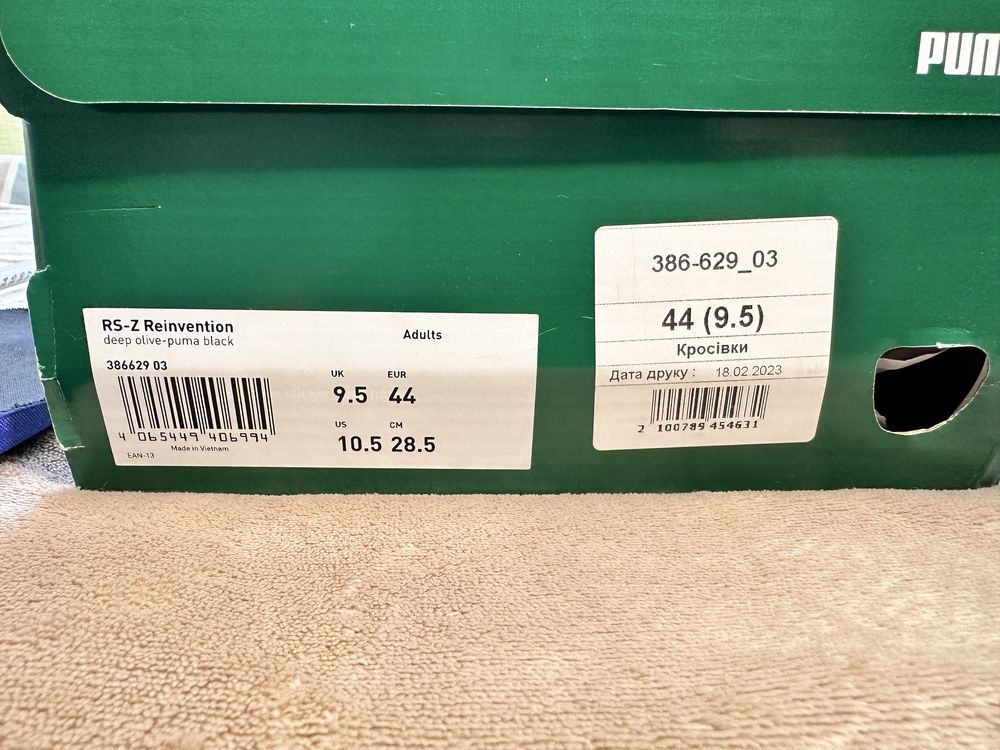 PUM
RS-Z Reinvention
deep olive-puma black
Adults
386629 03
UK EUR
9.5 44
US CM
10.5 28.5
4 065449 406994
EAN-13 Made in Vietnam
386-629_03
44 (9.5)
Кросівки
Дата друку : 18.02.2023
2 100789 454631